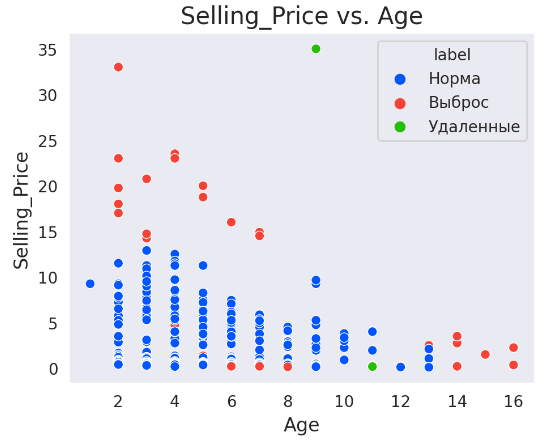 Selling_Price vs. Age
label
Норма
Выброс
Удаленные
Selling_Price
35
30
25
20
15
10
5
0
2 4 6 8 10 12 14 16
Age